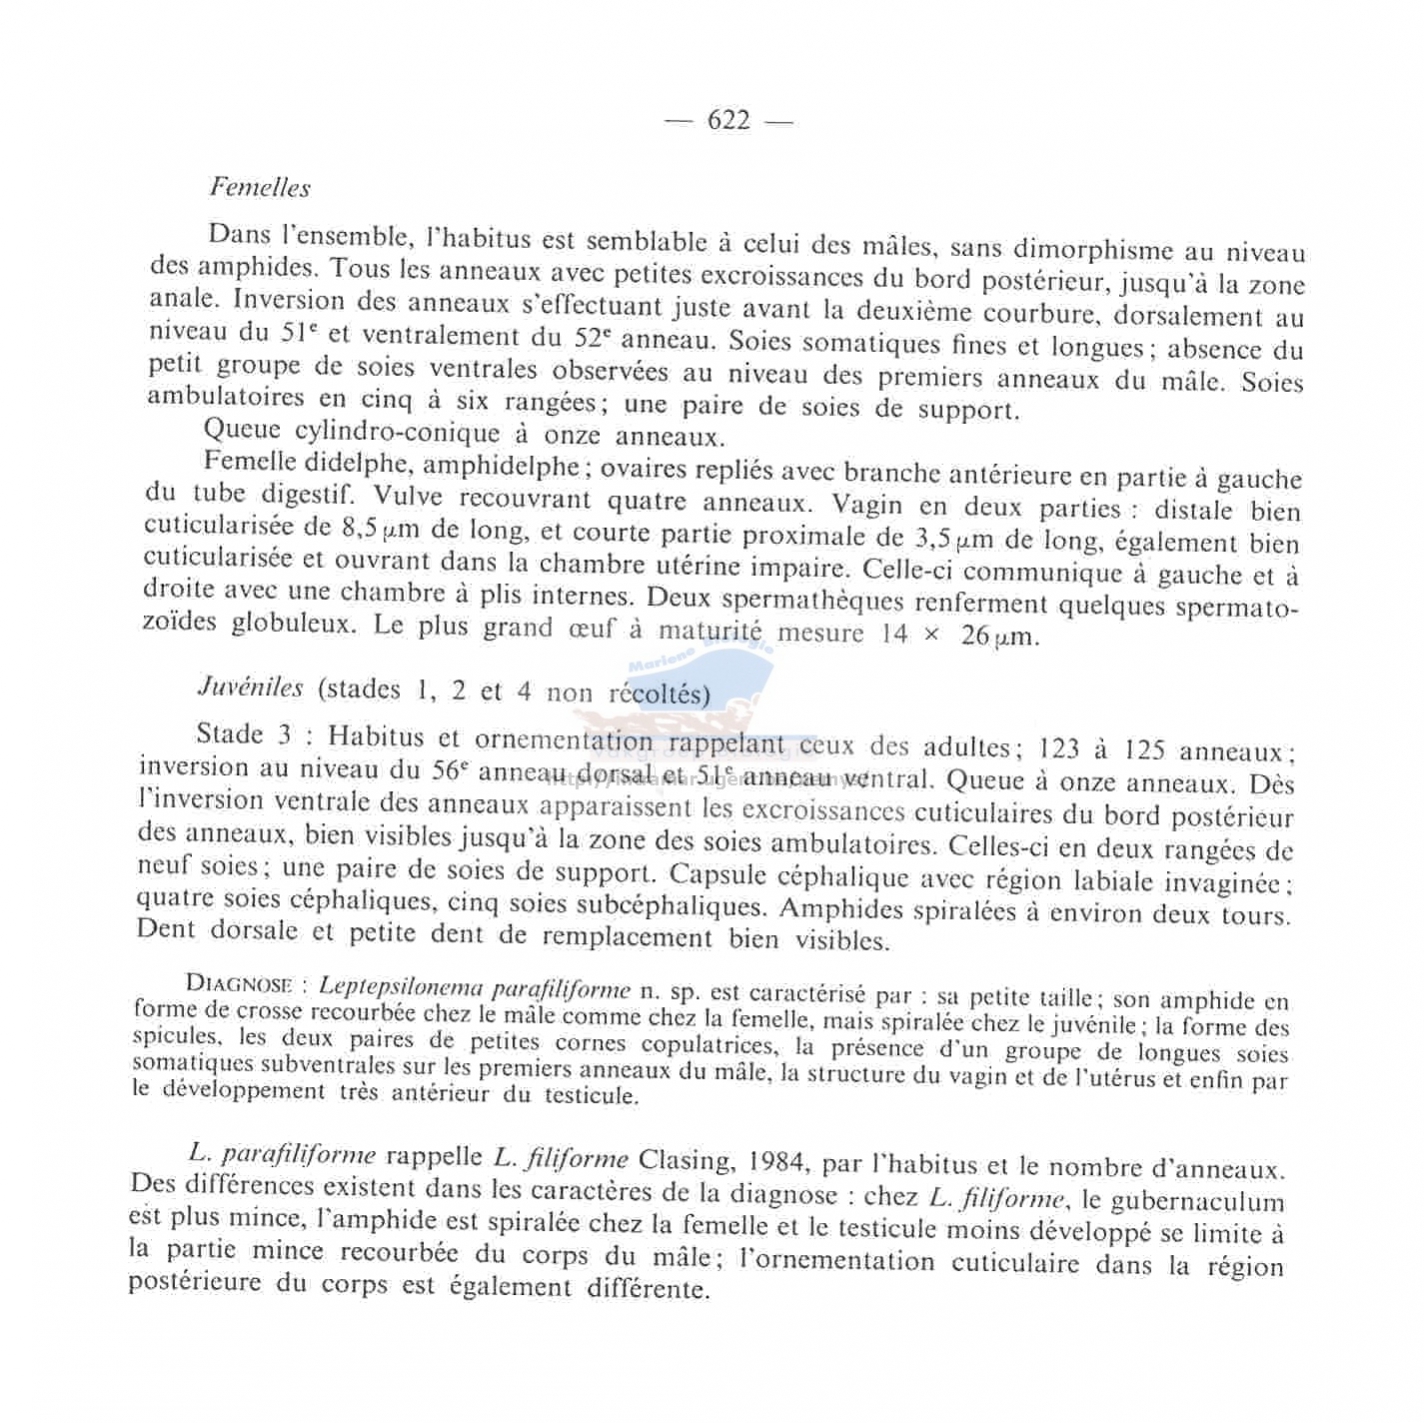 — 622 —
Femelles
Dans l'ensemble, l'habitus est semblable à celui des mâles, sans dimorphisme au niveau
des amphides. Tous les anneaux avec petites excroissances du bord postérieur, jusqu'à la zone
anale. Inversion des anneaux s'effectuant juste avant la deuxième courbure, dorsalement au
niveau du 51e et ventralement du 52e anneau. Soies somatiques fines et longues; absence du
petit groupe de soies ventrales observées au niveau des premiers anneaux du mâle. Soies
ambulatoires en cinq à six rangées; une paire de soies de support.
Queue cylindro-conique à onze anneaux.
Femelle didelphe, amphidelphe; ovaires repliés avec branche antérieure en partie à gauche
du tube digestif. Vulve recouvrant quatre anneaux. Vagin en deux parties : distale bien
cuticularisée de 8,5 µm de long, et courte partie proximale de 3,5 µm de long, également bien
cuticularisée et ouvrant dans la chambre utérine impaire. Celle-ci communique à gauche et à
droite avec une chambre à plis internes. Deux spermathèques renferment quelques spermato-
zoïdes globuleux. Le plus grand œuf à maturité mesure 14 × 26 µm.
Marine Biologie
Juvéniles (stades 1, 2 et 4 non récoltés)
Stade 3 : Habitus et ornementation rappelant ceux des adultes; 123 à 125 anneaux;
inversion au niveau du 56e anneau dorsal et 51e anneau ventral. Queue à onze anneaux. Dès
l'inversion ventrale des anneaux apparaissent les excroissances cuticulaires du bord postérieur
des anneaux, bien visibles jusqu'à la zone des soies ambulatoires. Celles-ci en deux rangées de
neuf soies; une paire de soies de support. Capsule céphalique avec région labiale invaginée;
quatre soies céphaliques, cinq soies subcéphaliques. Amphides spiralées à environ deux tours.
Dent dorsale et petite dent de remplacement bien visibles.
DIAGNOSE : Leptepsilonema parafiliforme n. sp. est caractérisé par : sa petite taille; son amphide en
forme de crosse recourbée chez le mâle comme chez la femelle, mais spiralée chez le juvénile; la forme des
spicules, les deux paires de petites cornes copulatrices, la présence d'un groupe de longues soies
somatiques subventrales sur les premiers anneaux du mâle, la structure du vagin et de l'utérus et enfin par
le développement très antérieur du testicule.
L. parafiliforme rappelle L. filiforme Clasing, 1984, par l'habitus et le nombre d'anneaux.
Des différences existent dans les caractères de la diagnose : chez L. filiforme, le gubernaculum
est plus mince, l'amphide est spiralée chez la femelle et le testicule moins développé se limite à
la partie mince recourbée du corps du mâle; l'ornementation cuticulaire dans la région
postérieure du corps est également différente.